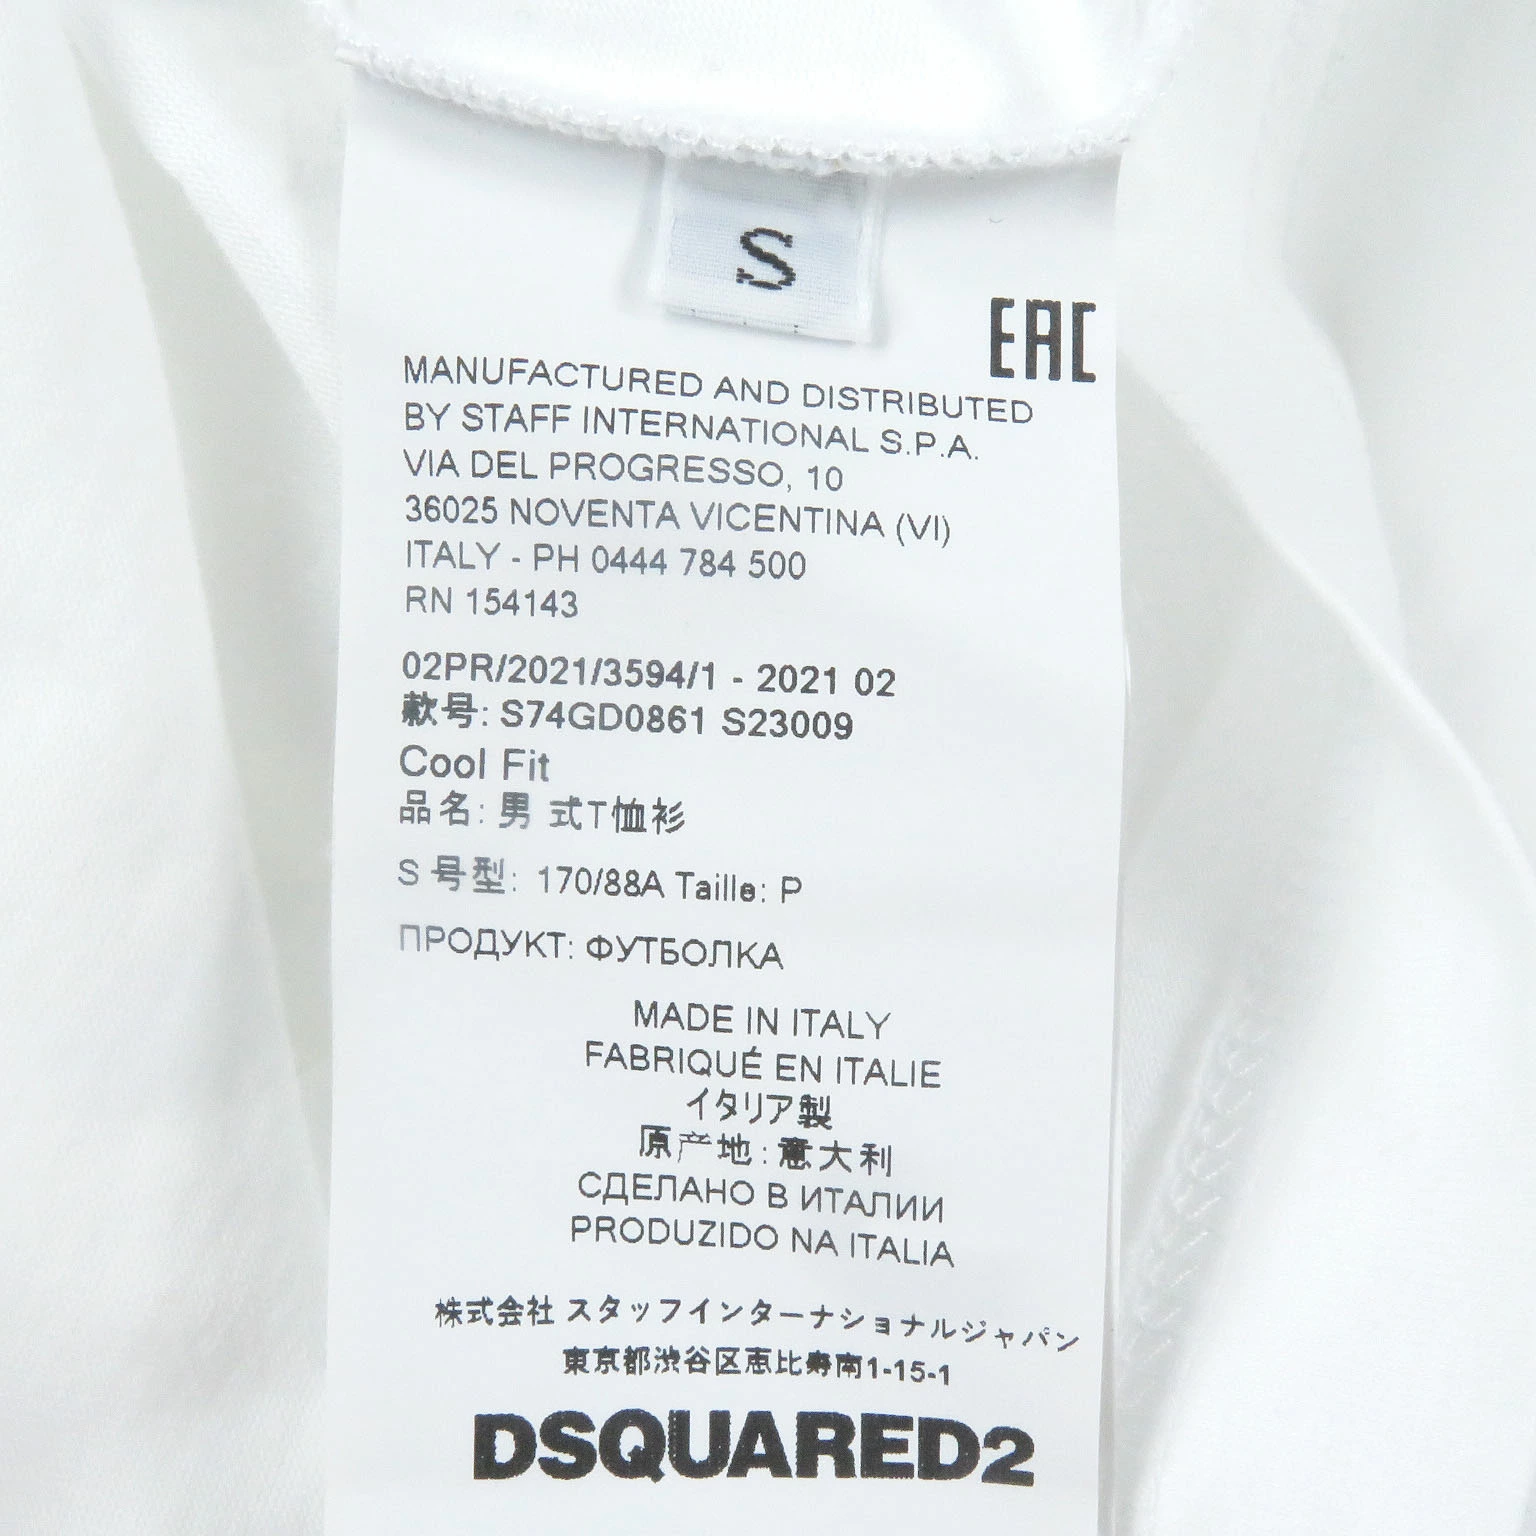 S
EAC
MANUFACTURED AND DISTRIBUTED
BY STAFF INTERNATIONAL S.P.A.
VIA DEL PROGRESSO, 10
36025 NOVENTA VICENTINA (VI)
ITALY - PH 0444 784 500
RN 154143
02PR/2021/3594/1 - 2021 02
款号: S74GD0861 S23009
Cool Fit
品名: 男 式T恤衫
S 号型: 170/88A Taille: P
ПРОДУКТ: ФУТБОЛКА
MADE IN ITALY
FABRIQUÉ EN ITALIE
イタリア製
原产地: 意大利
СДЕЛАНО В ИТАЛИИ
PRODUZIDO NA ITALIA
株式会社 スタッフインターナショナルジャパン
東京都渋谷区恵比寿南1-15-1
DSQUARED2